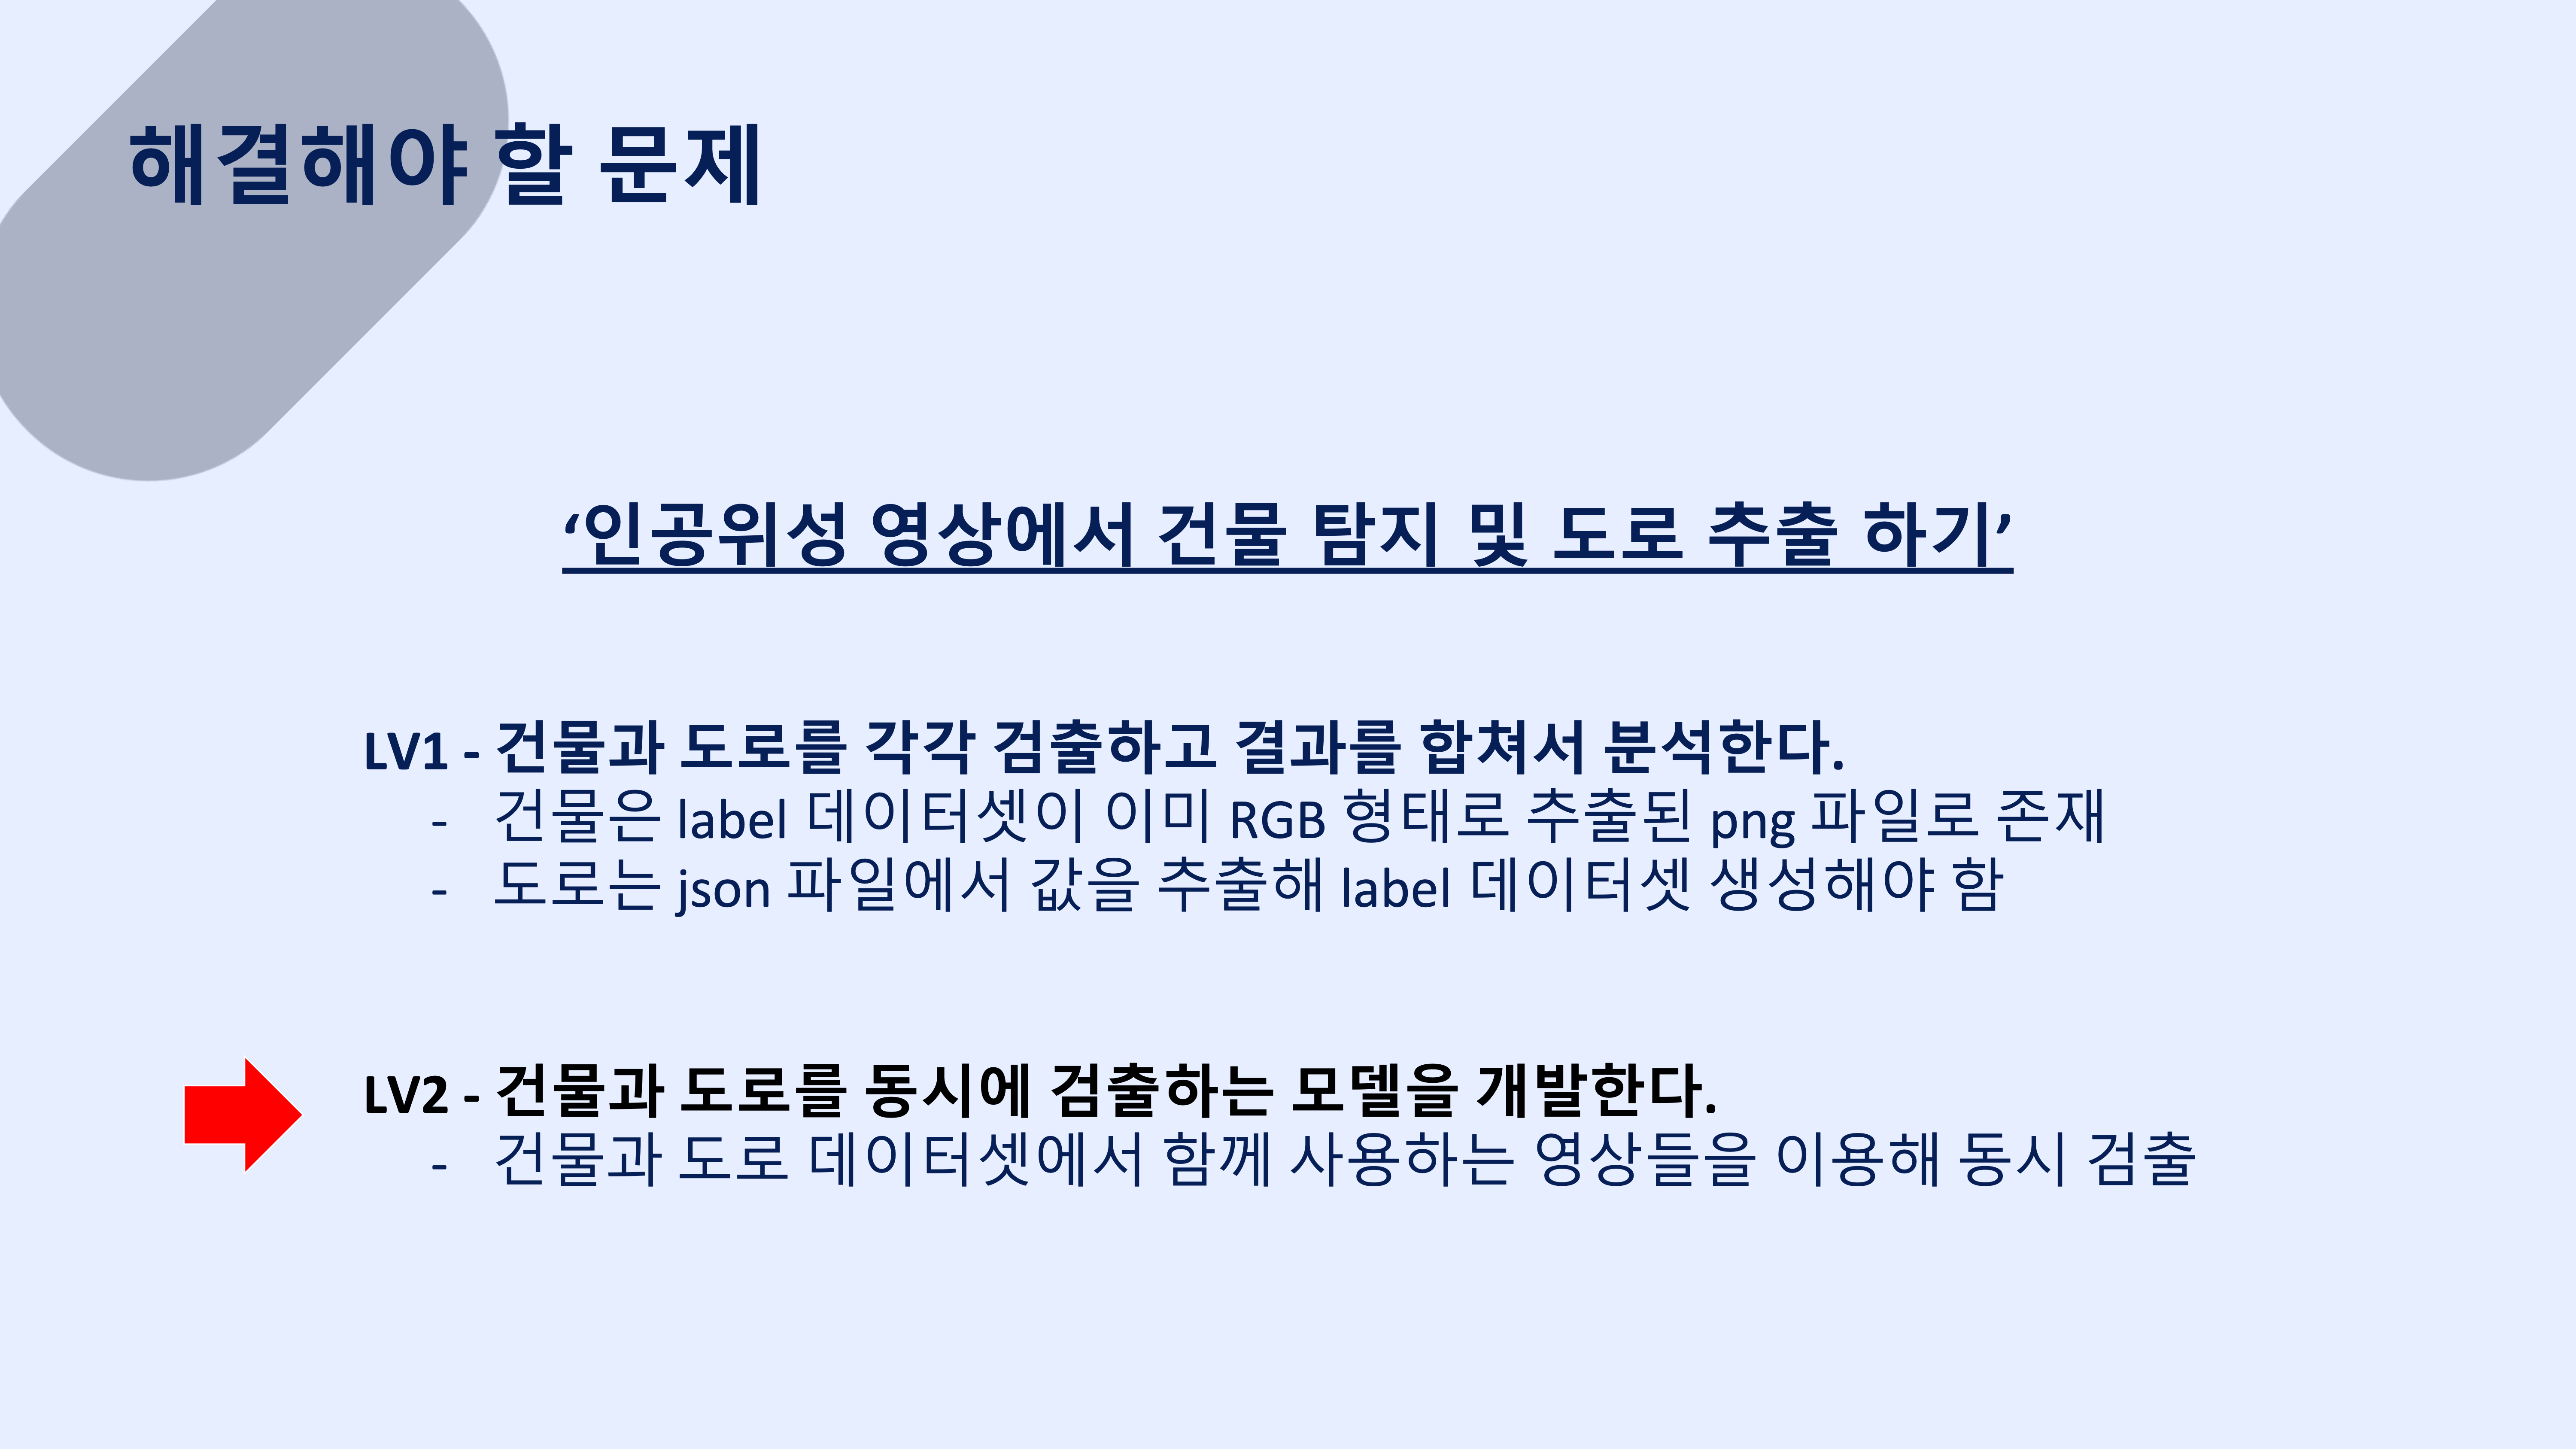 해결해야 할 문제
‘인공위성 영상에서 건물 탐지 및 도로 추출 하기’
LV1 - 건물과 도로를 각각 검출하고 결과를 합쳐서 분석한다.
- 건물은 label 데이터셋이 이미 RGB 형태로 추출된 png 파일로 존재
- 도로는 json 파일에서 값을 추출해 label 데이터셋 생성해야 함
LV2 - 건물과 도로를 동시에 검출하는 모델을 개발한다.
- 건물과 도로 데이터셋에서 함께 사용하는 영상들을 이용해 동시 검출